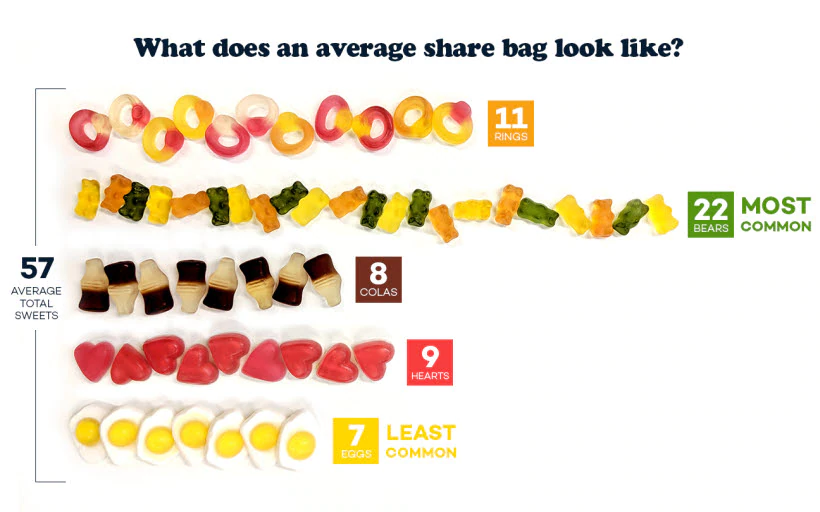 What does an average share bag look like?
11
RINGS
22
BEARS
MOST
COMMON
57
AVERAGE
TOTAL
SWEETS
8
COLAS
9
HEARTS
7
EGGS
LEAST
COMMON